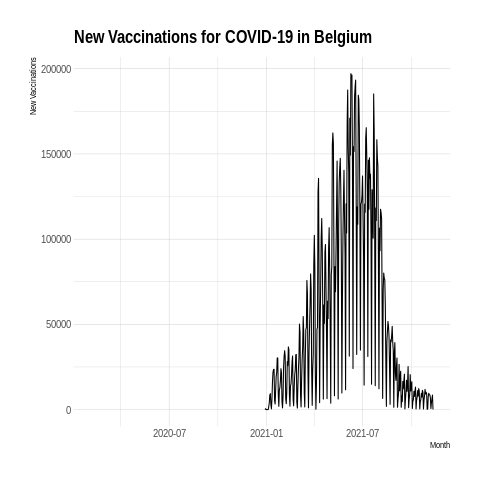 New Vaccinations for COVID-19 in Belgium
New Vaccinations
200000
150000
100000
50000
0
2020-07 2021-01 2021-07
Month